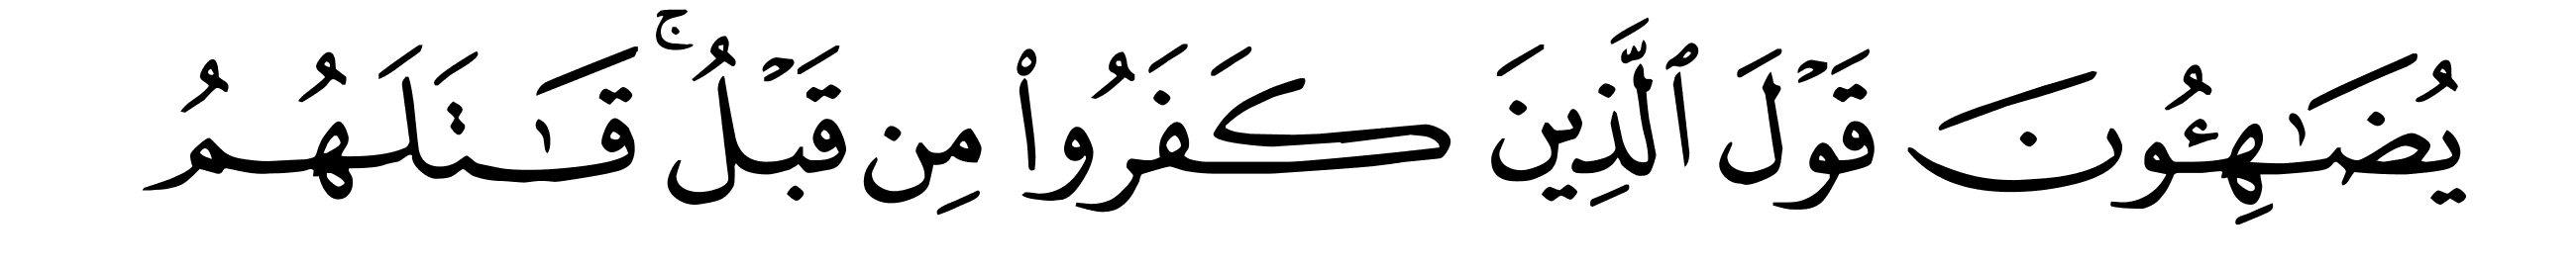 يُضَـٰهِـُٔونَ قَوْلَ ٱلَّذِينَ كَفَرُوا۟ مِن قَبْلُ ۚ قَـٰتَلَهُمُ